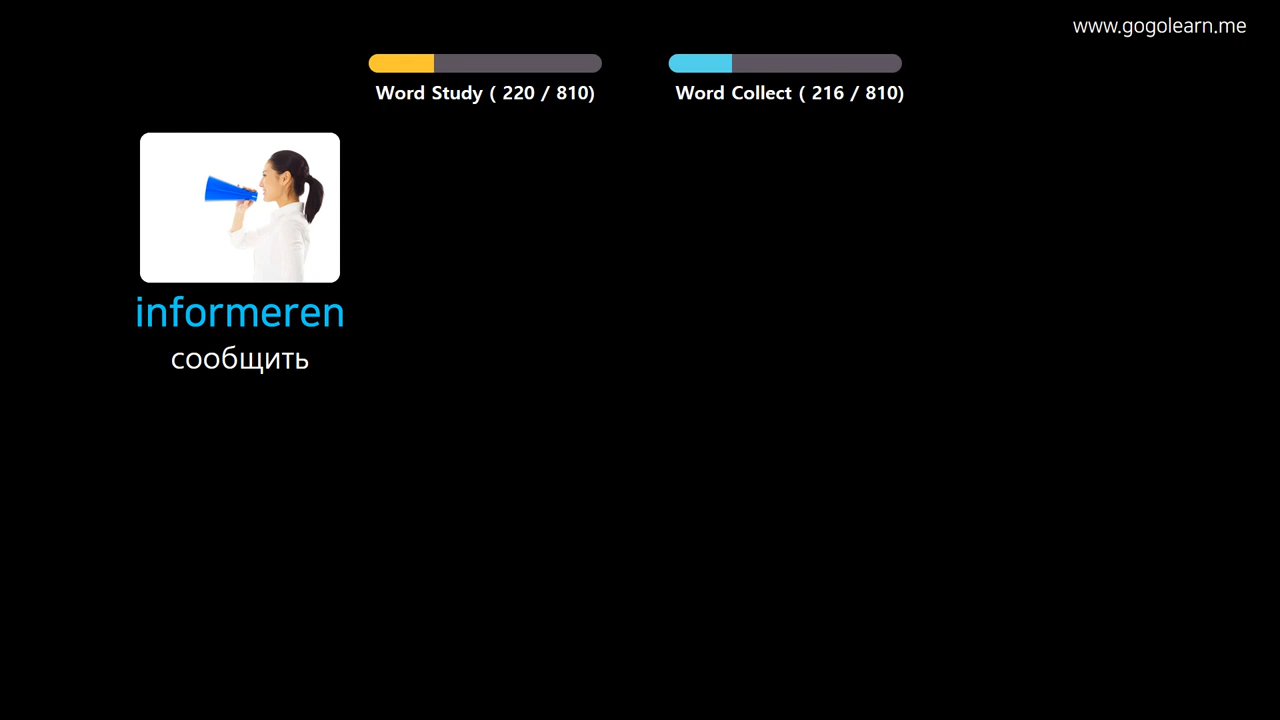 www.gogolearn.me
Word Study ( 220 / 810)
Word Collect ( 216 / 810)
informeren
сообщить